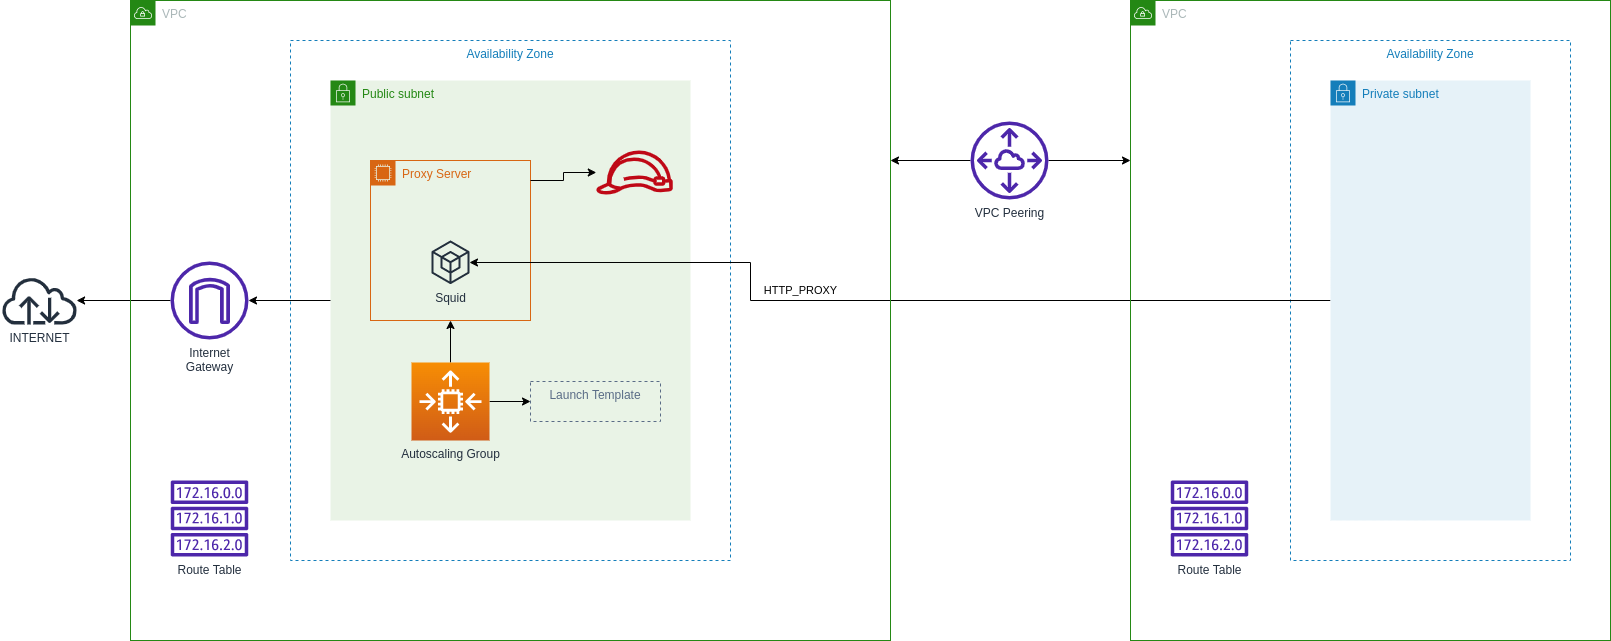 VPC
Availability Zone
Public subnet
Proxy Server
Squid
INTERNET
Internet
Gateway
Launch Template
Autoscaling Group
172.16.0.0
172.16.1.0
172.16.2.0
Route Table
VPC Peering
HTTP_PROXY
VPC
Availability Zone
Private subnet
172.16.0.0
172.16.1.0
172.16.2.0
Route Table